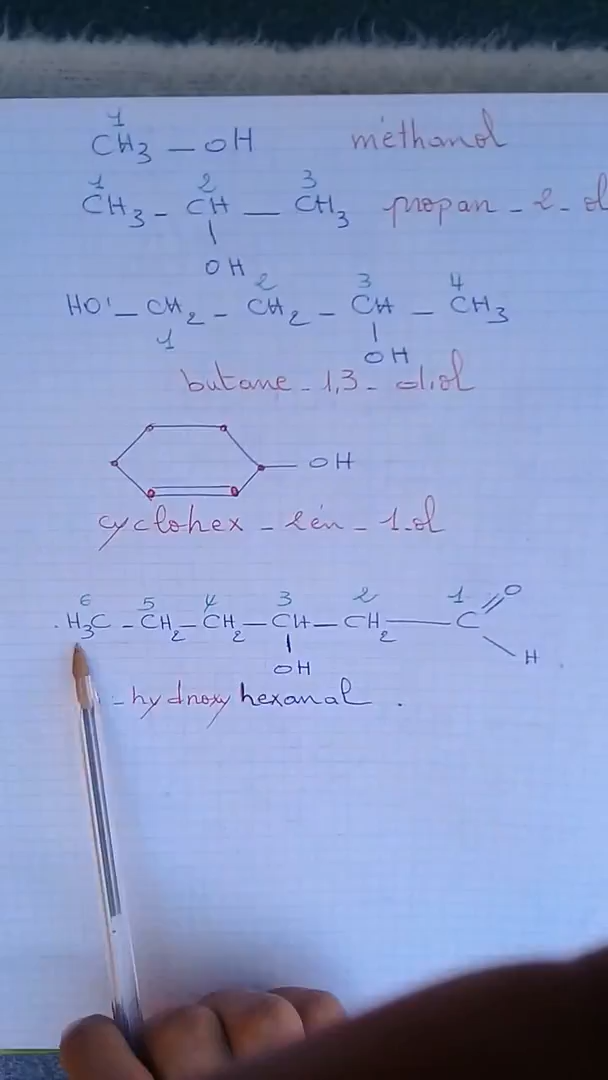 1
CH3 - OH méthanol
1 2 3
CH3 - CH - CH3 propan - 2 - ol
OH
2 3 4
HO - CH2 - CH2 - CH - CH3
1
OH
butane - 1,3 - diol
OH
cyclohex - 2én - 1.ol
6 5 4 3 2 1 O
H3C - CH2 - CH2 - CH - CH2 - C
H
OH
- hydroxy hexanal .